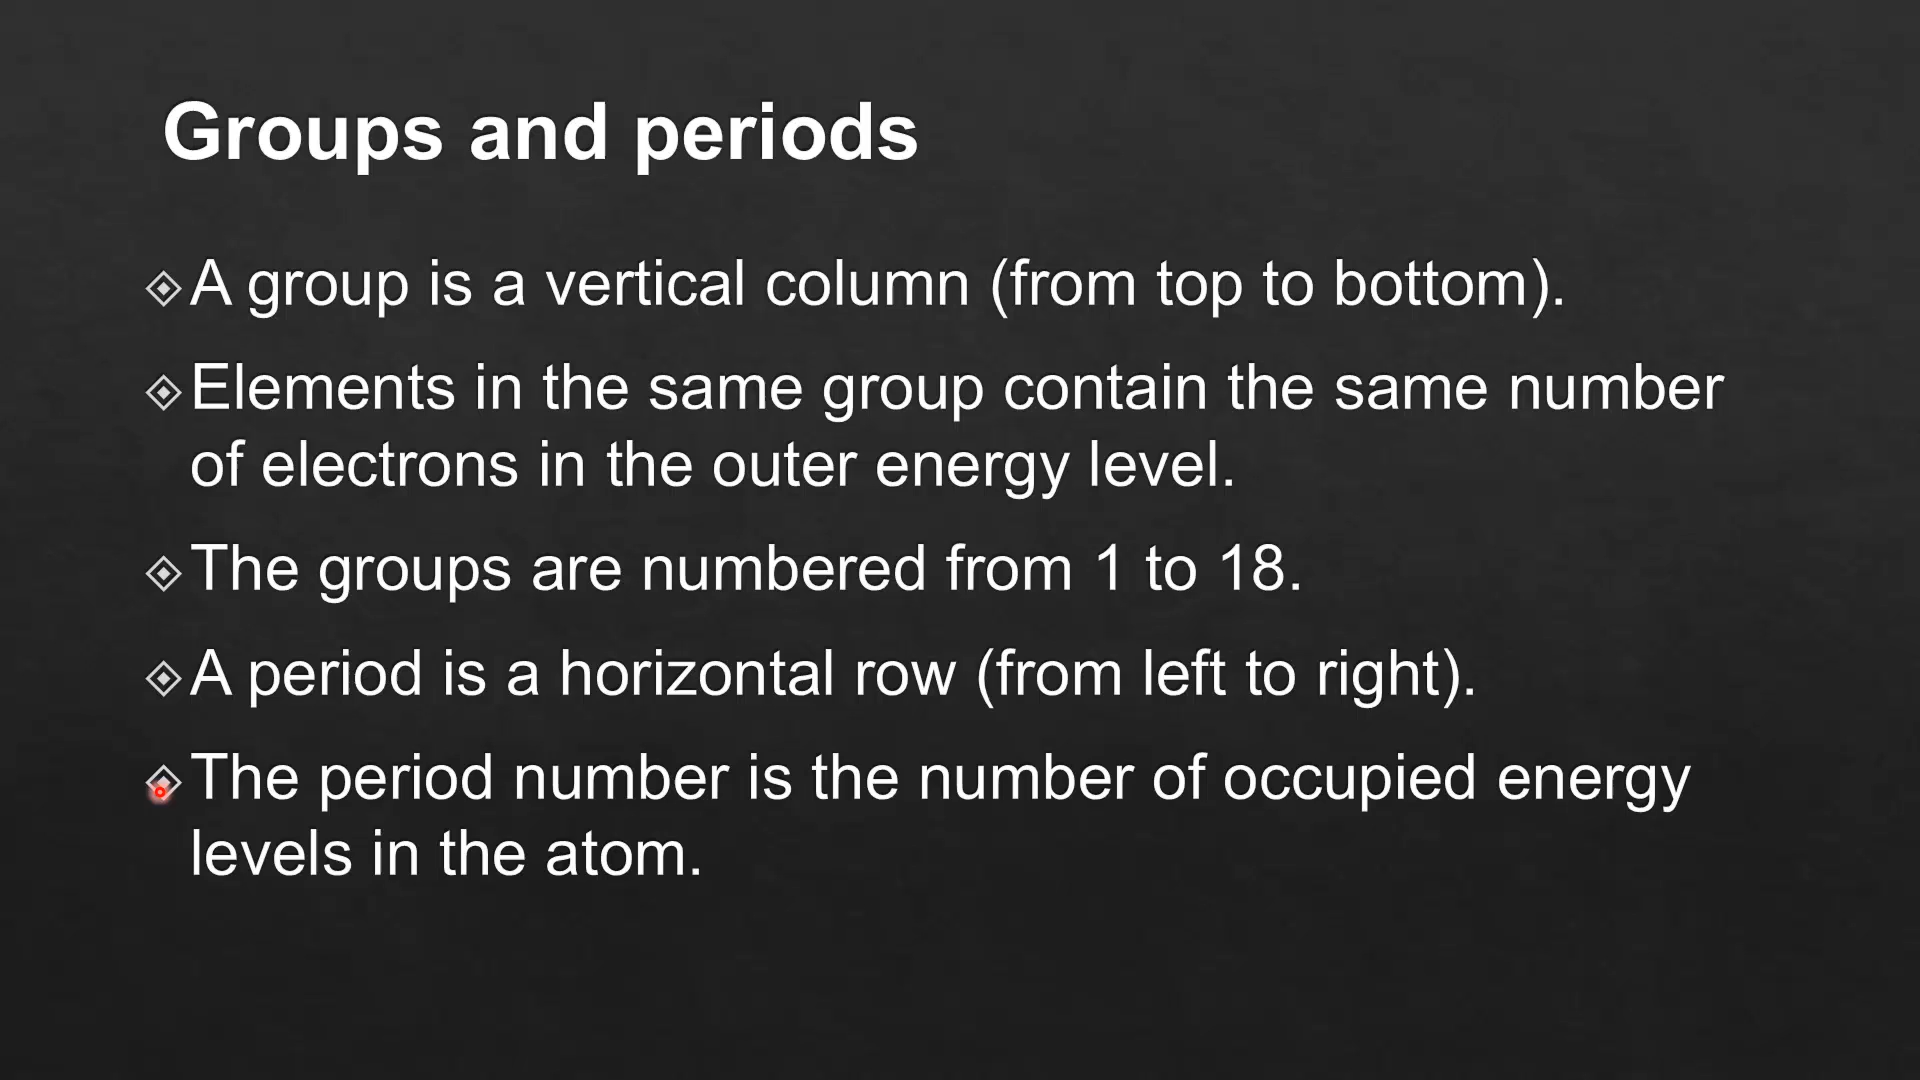 Groups and periods
A group is a vertical column (from top to bottom).
Elements in the same group contain the same number
of electrons in the outer energy level.
The groups are numbered from 1 to 18.
A period is a horizontal row (from left to right).
The period number is the number of occupied energy
levels in the atom.